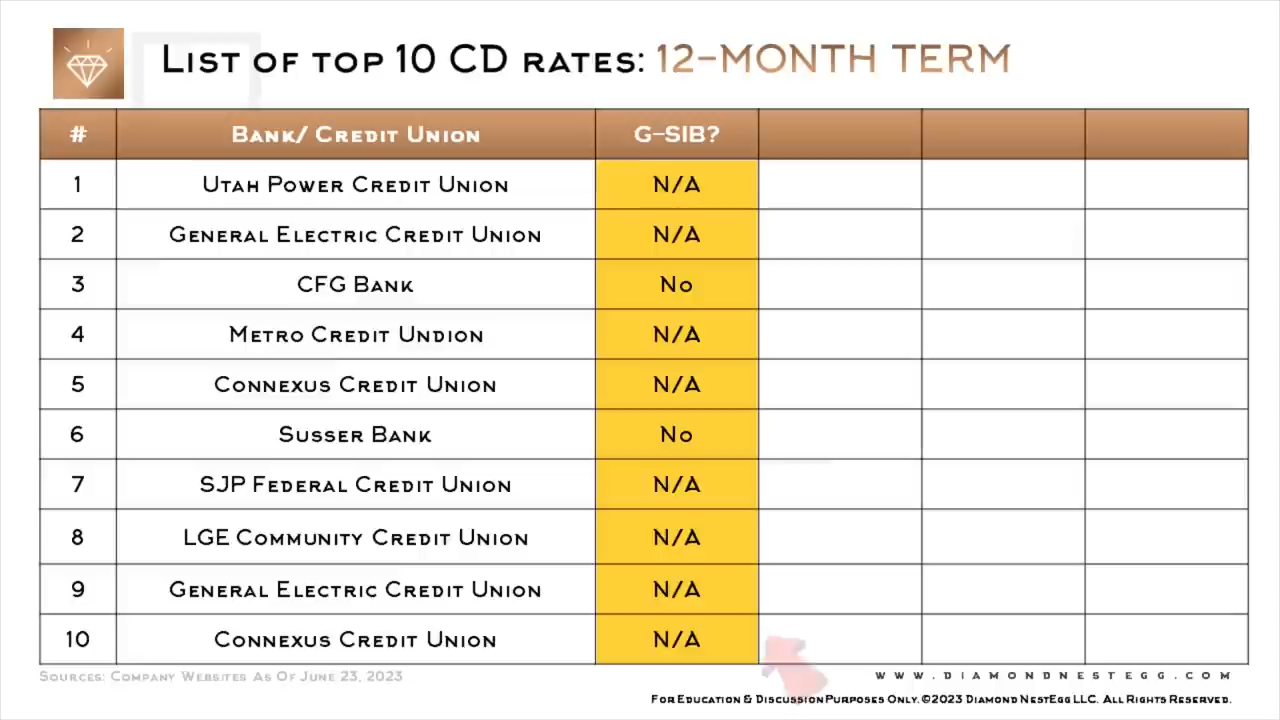 List of top 10 CD rates: 12-MONTH TERM
# Bank/ Credit Union G-SIB?
1 Utah Power Credit Union N/A
2 General Electric Credit Union N/A
3 CFG Bank No
4 Metro Credit Undion N/A
5 Connexus Credit Union N/A
6 Susser Bank No
7 SJP Federal Credit Union N/A
8 LGE Community Credit Union N/A
9 General Electric Credit Union N/A
10 Connexus Credit Union N/A
Sources: Company Websites As Of June 23, 2023
WWW.DIAMONDNESTEGG.COM
For Education & Discussion Purposes Only. ©2023 Diamond NestEgg LLC. All Rights Reserved.